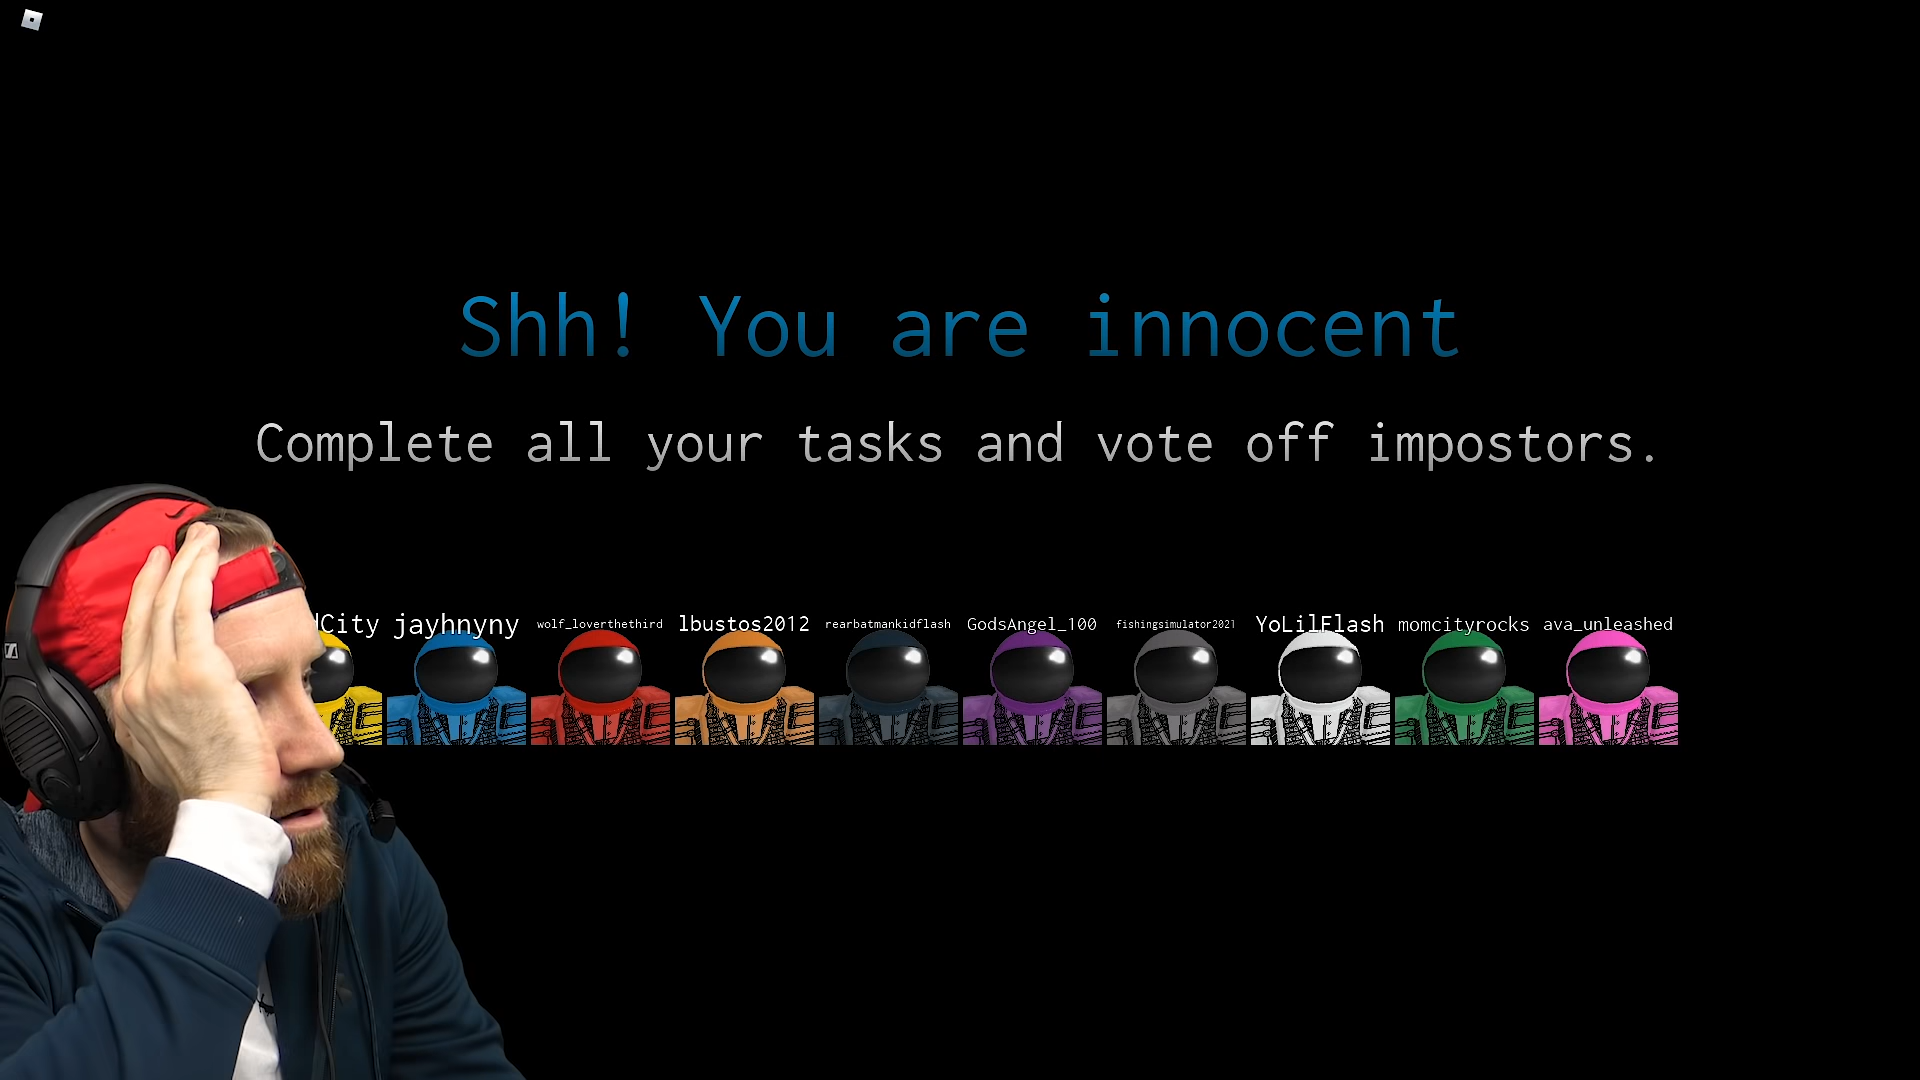 Shh! You are innocent
Complete all your tasks and vote off impostors.
jayhnyny wolf_loverthethird lbustos2012 rearbatmankidflash GodsAngel_100 fishingsimulator2021 YoLilFlash momcityrocks ava_unleashed